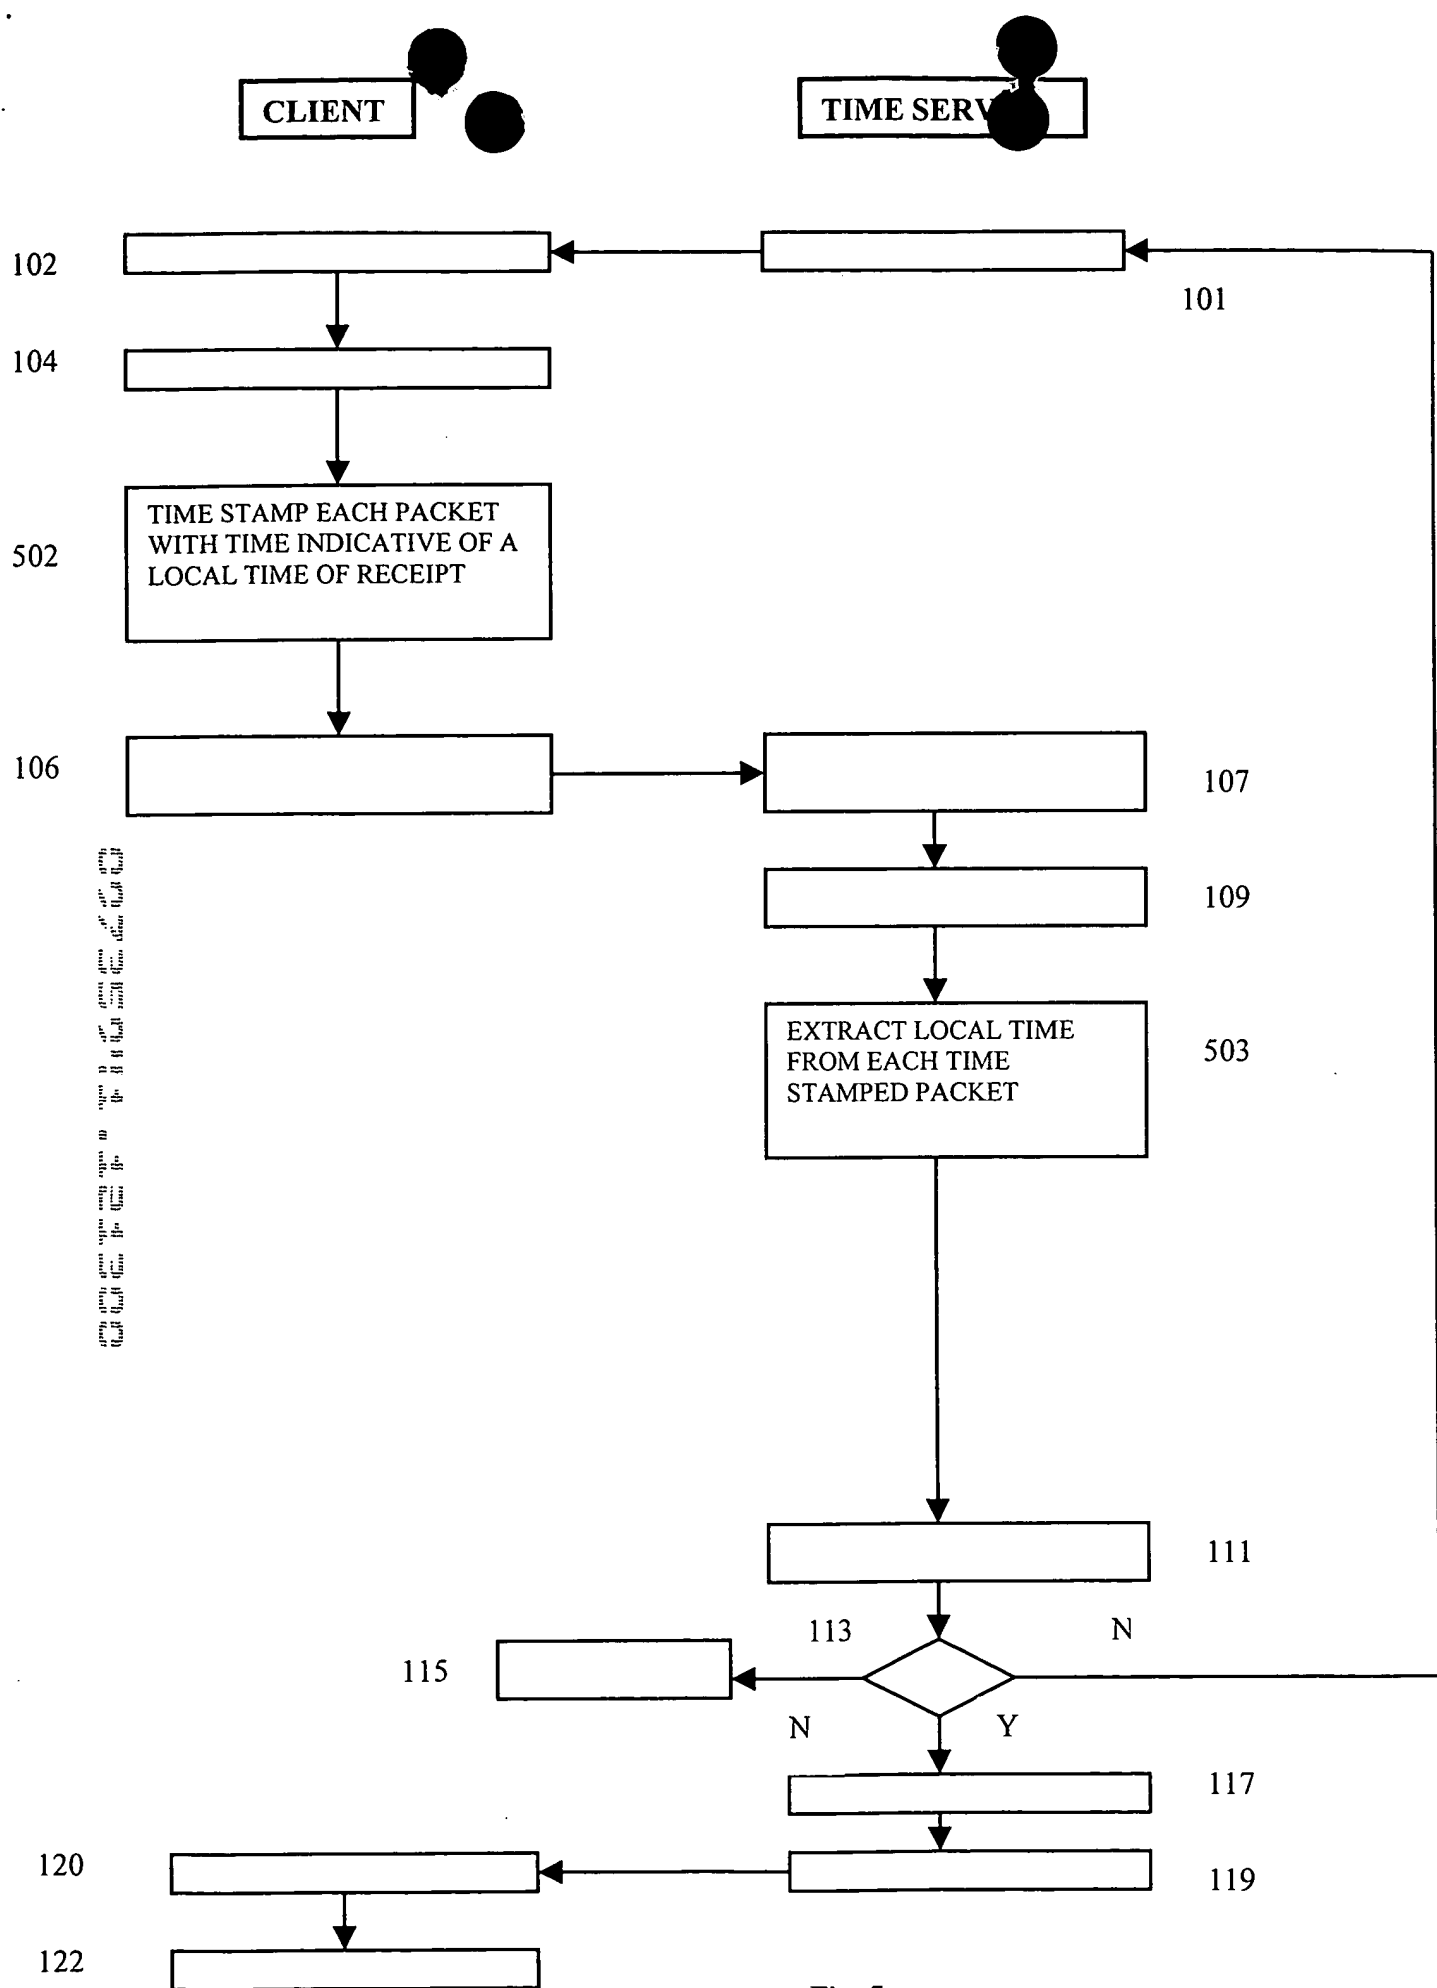 CLIENT
TIME SERV
102
101
104
TIME STAMP EACH PACKET
WITH TIME INDICATIVE OF A
LOCAL TIME OF RECEIPT
502
106
107
109
EXTRACT LOCAL TIME
FROM EACH TIME
STAMPED PACKET
503
111
113
N
115
N
Y
117
120
119
122